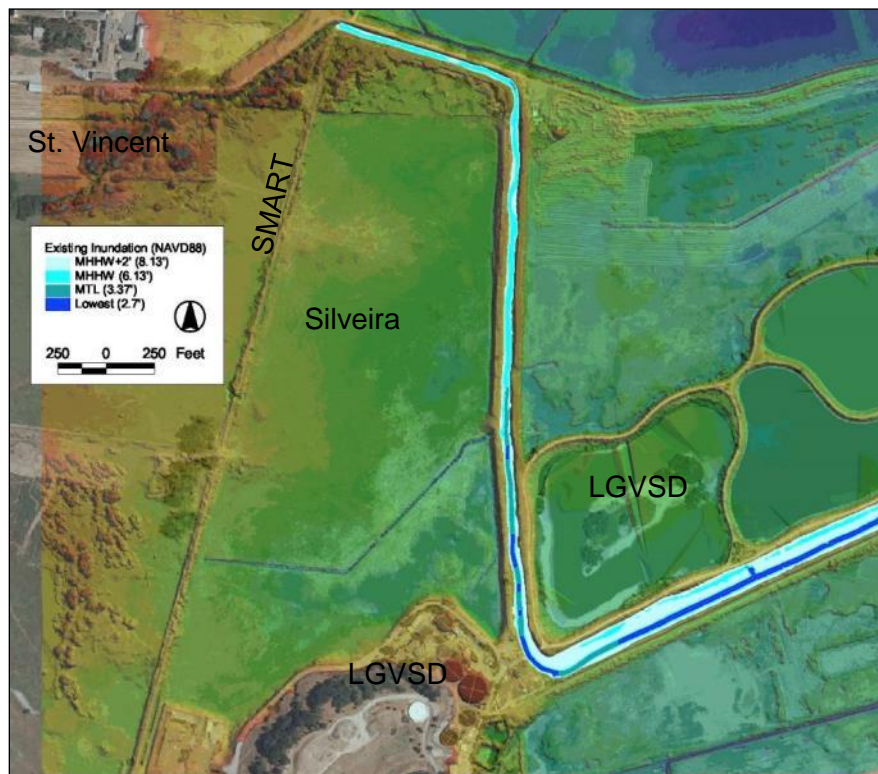 St. Vincent
SMART
Existing Inundation (NAVD88)
MHHW+2' (8.13')
MHHW (6.13')
MTL (3.37')
Lowest (2.7')
250 0 250 Feet
Silveira
LGVSD
LGVSD